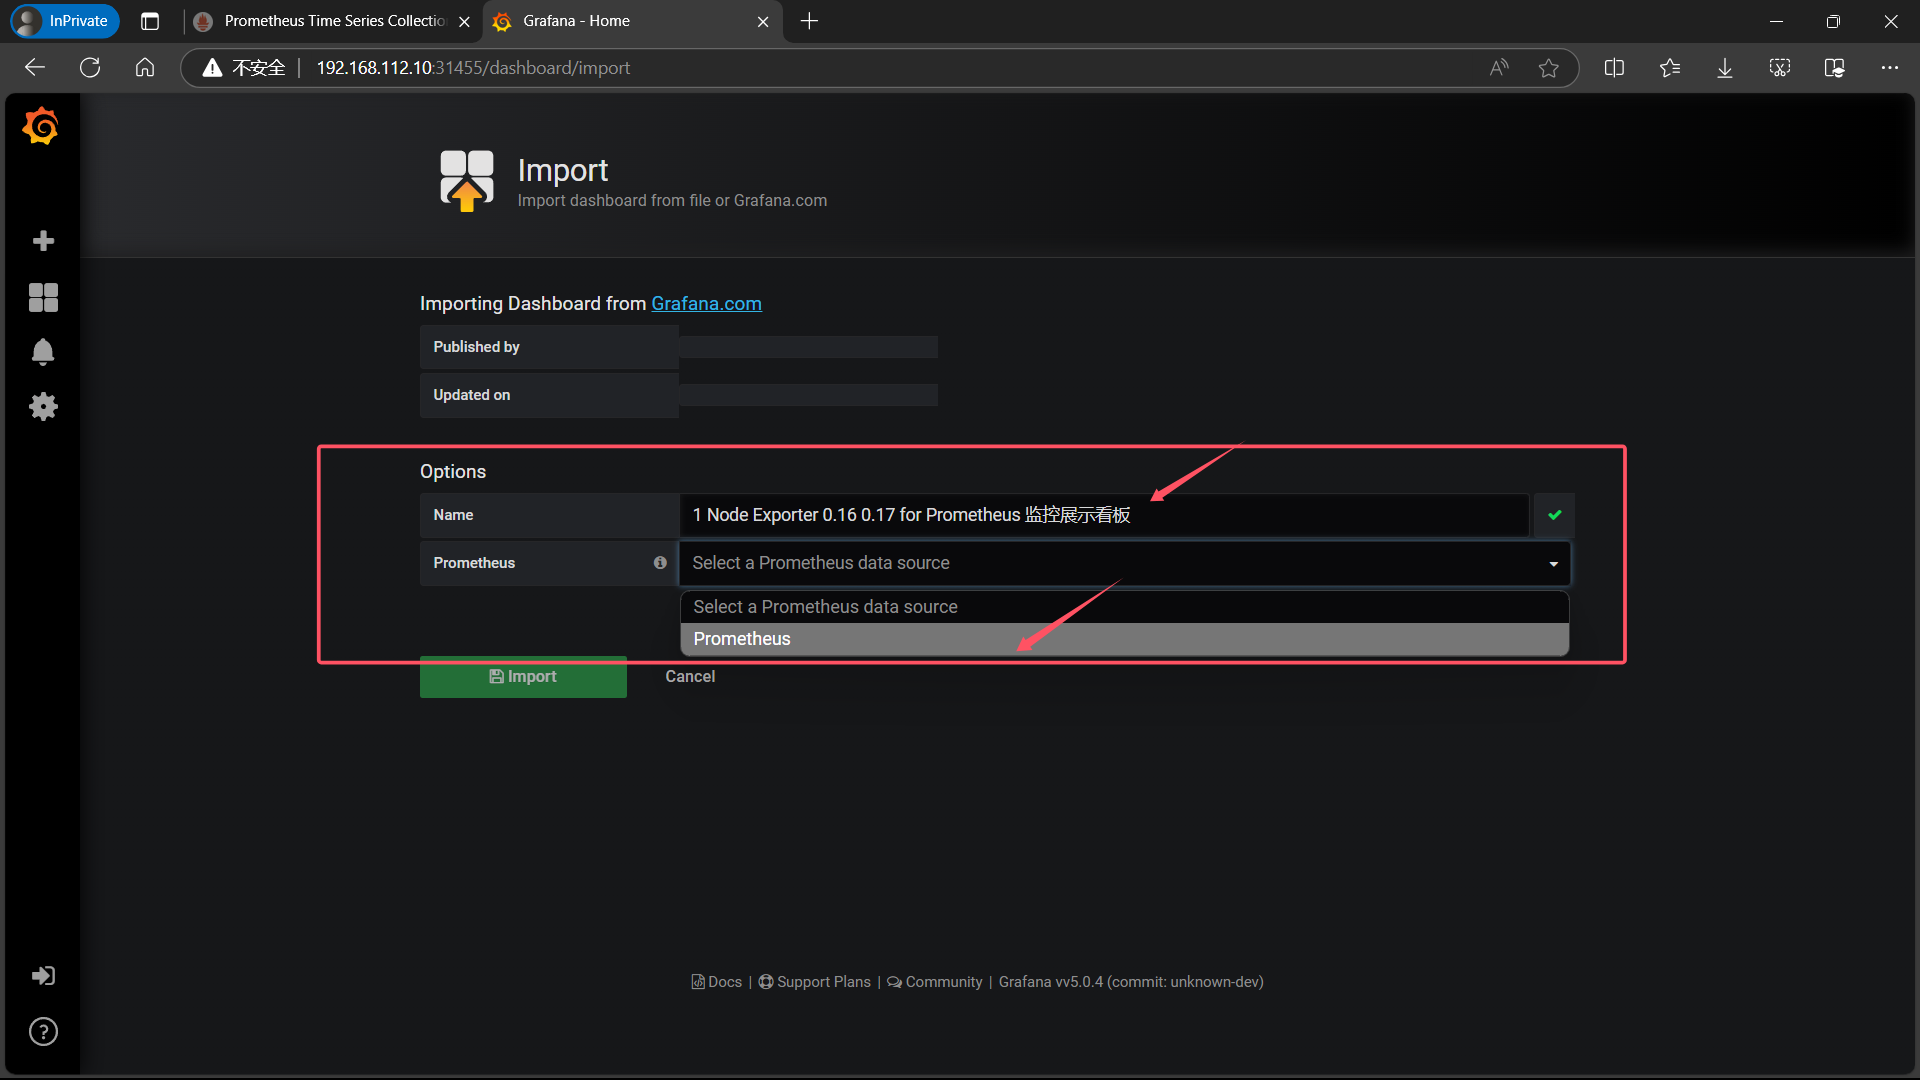 InPrivate
Prometheus Time Series Collectio
Grafana - Home
不安全
192.168.112.10:31455/dashboard/import
Import
Import dashboard from file or Grafana.com
Importing Dashboard from Grafana.com
Published by
Updated on
Options
Name
1 Node Exporter 0.16 0.17 for Prometheus 监控展示看板
Prometheus
Select a Prometheus data source
Select a Prometheus data source
Prometheus
Import
Cancel
Docs | Support Plans | Community | Grafana vv5.0.4 (commit: unknown-dev)